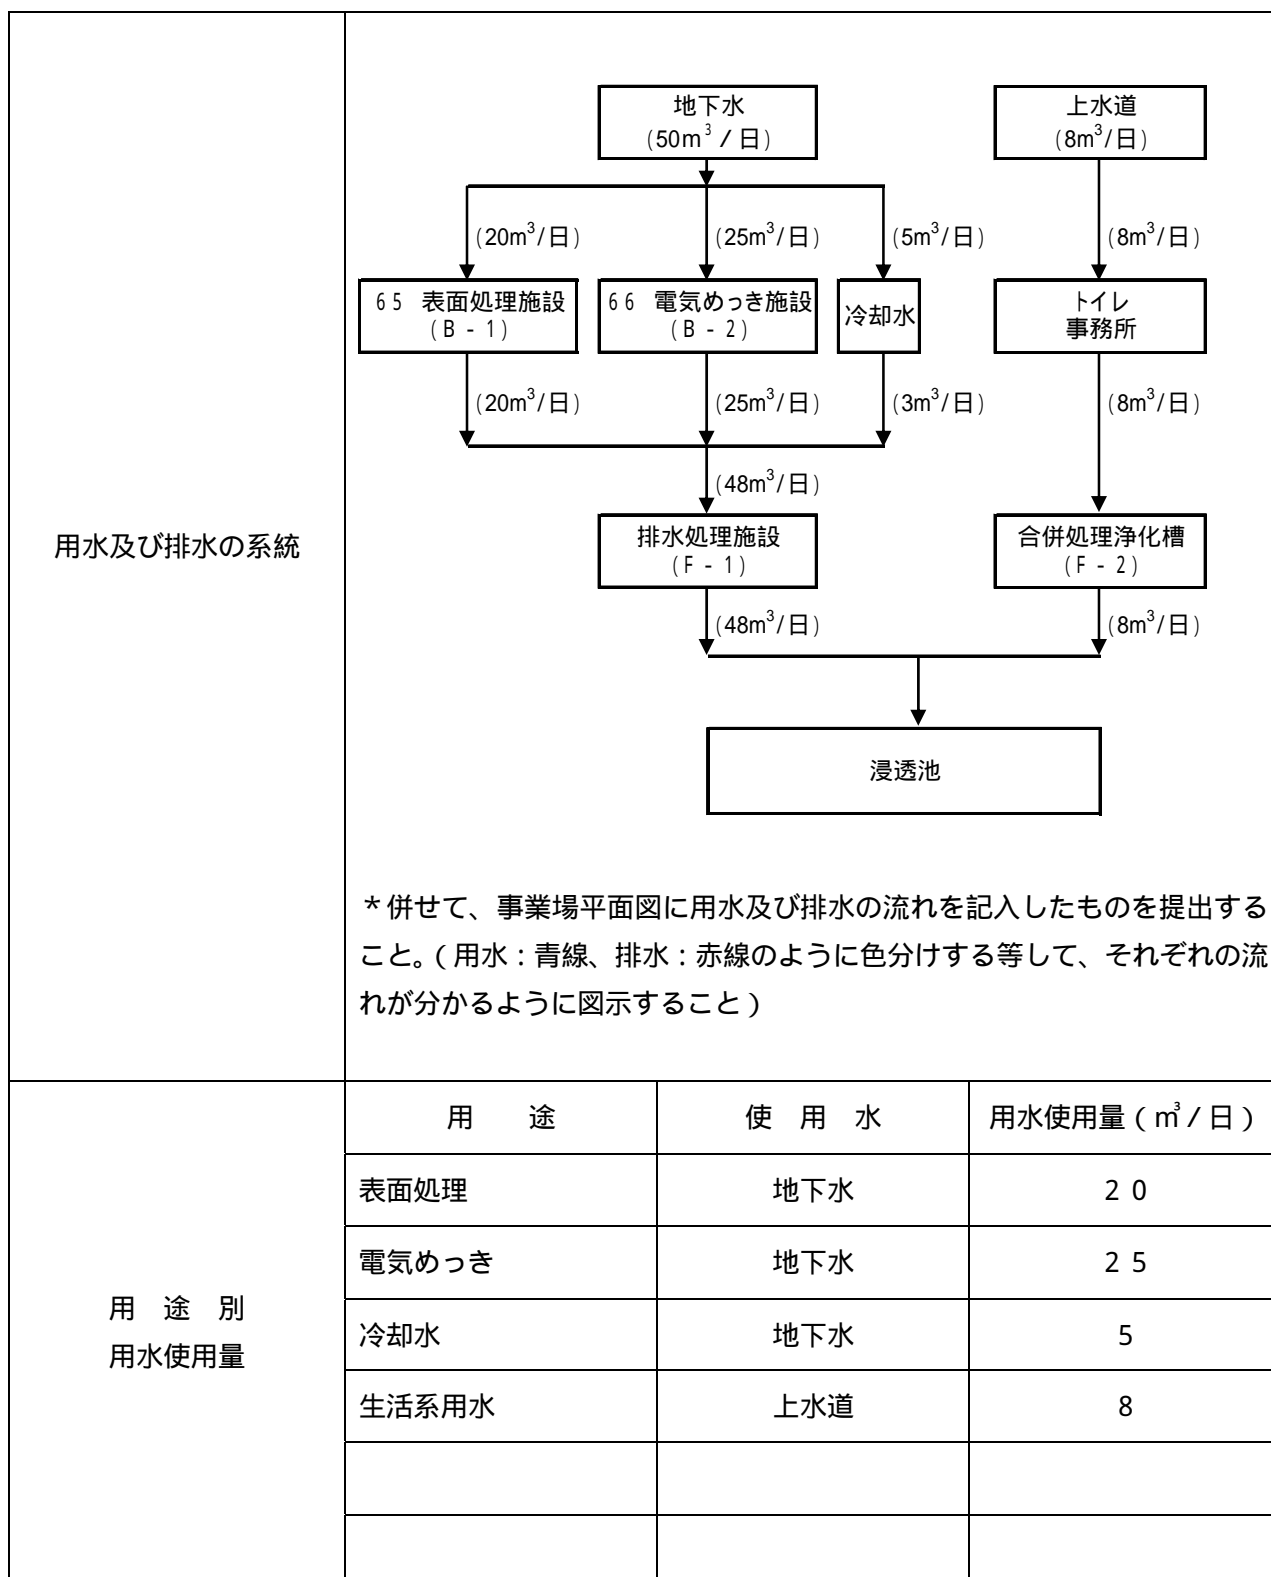 用水及び排水の系統
地下水
(50m³/日)
上水道
(8m³/日)
(20m³/日)
(25m³/日)
(5m³/日)
(8m³/日)
65 表面処理施設
(B-1)
66 電気めっき施設
(B-2)
冷却水
トイレ
事務所
(20m³/日)
(25m³/日)
(3m³/日)
(8m³/日)
(48m³/日)
排水処理施設
(F-1)
合併処理浄化槽
(F-2)
(48m³/日)
(8m³/日)
浸透池
*併せて、事業場平面図に用水及び排水の流れを記入したものを提出する
こと。(用水:青線、排水:赤線のように色分けする等して、それぞれの流
れが分かるように図示すること)
用 途 別
用水使用量
用 途 使 用 水 用水使用量(㎥/日)
表面処理 地下水 20
電気めっき 地下水 25
冷却水 地下水 5
生活系用水 上水道 8